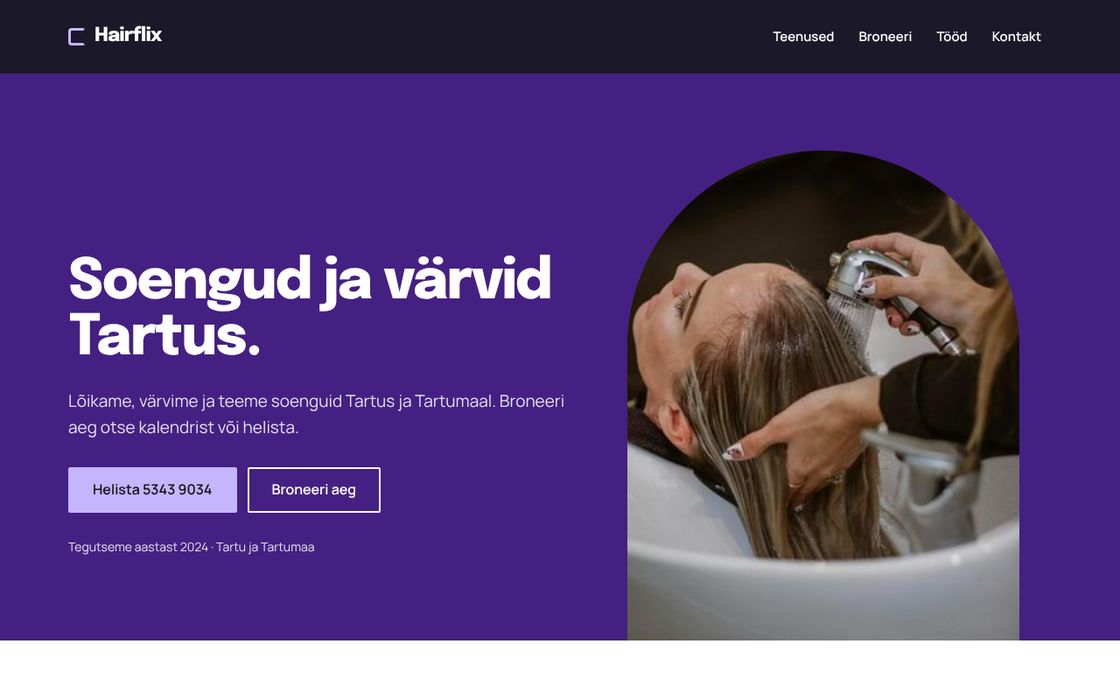 Hairflix
Teenused
Broneeri
Tööd
Kontakt
Soengud ja värvid
Tartus.
Lõikame, värvime ja teeme soenguid Tartus ja Tartumaal. Broneeri
aeg otse kalendrist või helista.
Helista 5343 9034
Broneeri aeg
Tegutseme aastast 2024 · Tartu ja Tartumaa